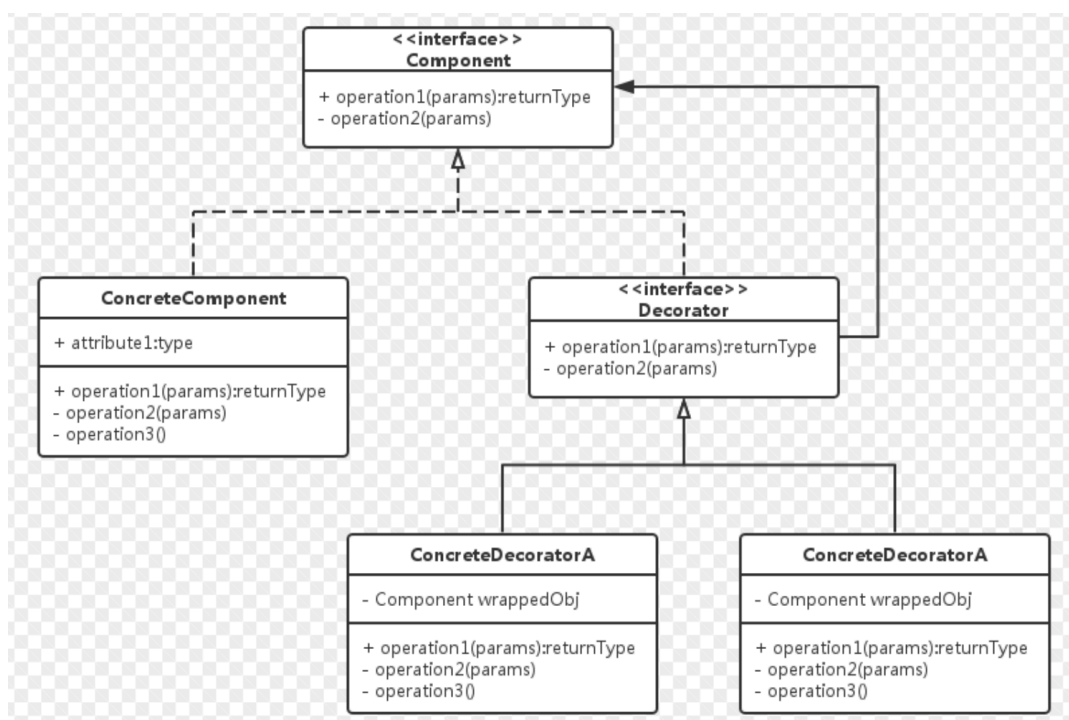 <<interface>>
Component
+ operation1(params):returnType
- operation2(params)
ConcreteComponent
+ attribute1:type
+ operation1(params):returnType
- operation2(params)
- operation3()
<<interface>>
Decorator
+ operation1(params):returnType
- operation2(params)
ConcreteDecoratorA
- Component wrappedObj
+ operation1(params):returnType
- operation2(params)
- operation3()
ConcreteDecoratorA
- Component wrappedObj
+ operation1(params):returnType
- operation2(params)
- operation3()